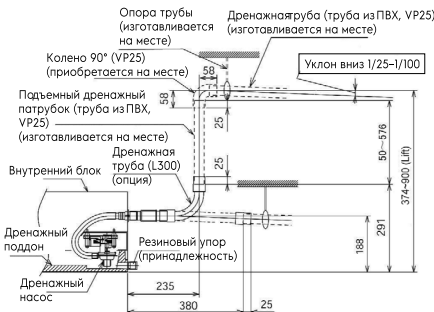 Опора трубы
(изготавливается
на месте)
Дренажнаятруба (труба из ПВХ, VP25)
(изготавливается на месте)
Колено 90° (VP25)
(приобретается на месте)
Уклон вниз 1/25–1/100
Подъемный дренажный
патрубок (труба из ПВХ,
VP25)
(изготавливается на месте)
Дренажная
труба (L300)
(опция)
Внутренний блок
Дренажный
поддон
Дренажный
насос
Резиновый упор
(принадлежность)
58
58
25
25
50~576
374~900 (Lift)
291
188
235
380
25